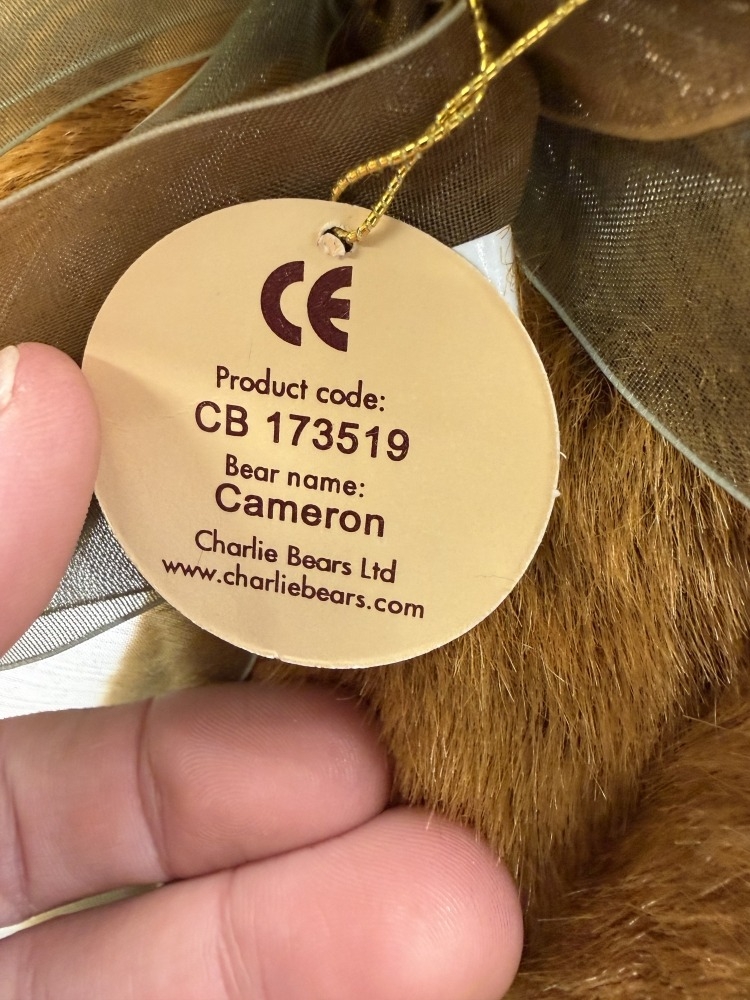 CE
Product code:
CB 173519
Bear name:
Cameron
Charlie Bears Ltd
www.charliebears.com